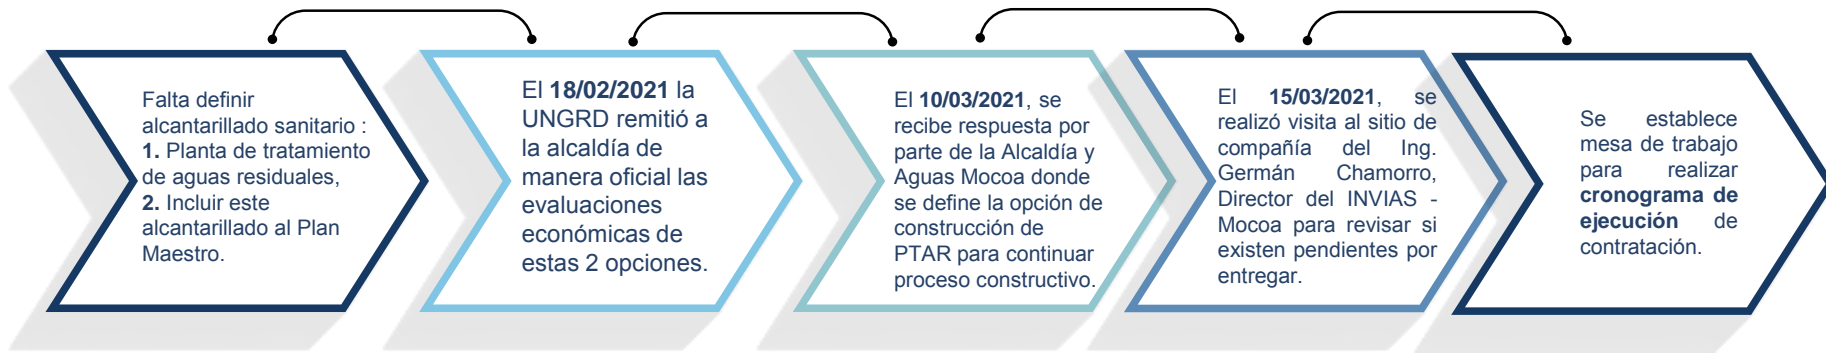 Falta definir
alcantarillado sanitario :
1. Planta de tratamiento
de aguas residuales,
2. Incluir este
alcantarillado al Plan
Maestro.
El 18/02/2021 la
UNGRD remitió a
la alcaldía de
manera oficial las
evaluaciones
económicas de
estas 2 opciones.
El 10/03/2021, se
recibe respuesta por
parte de la Alcaldía y
Aguas Mocoa donde
se define la opción de
construcción de
PTAR para continuar
proceso constructivo.
El 15/03/2021, se
realizó visita al sitio de
compañía del Ing.
Germán Chamorro,
Director del INVIAS -
Mocoa para revisar si
existen pendientes por
entregar.
Se establece
mesa de trabajo
para realizar
cronograma de
ejecución de
contratación.